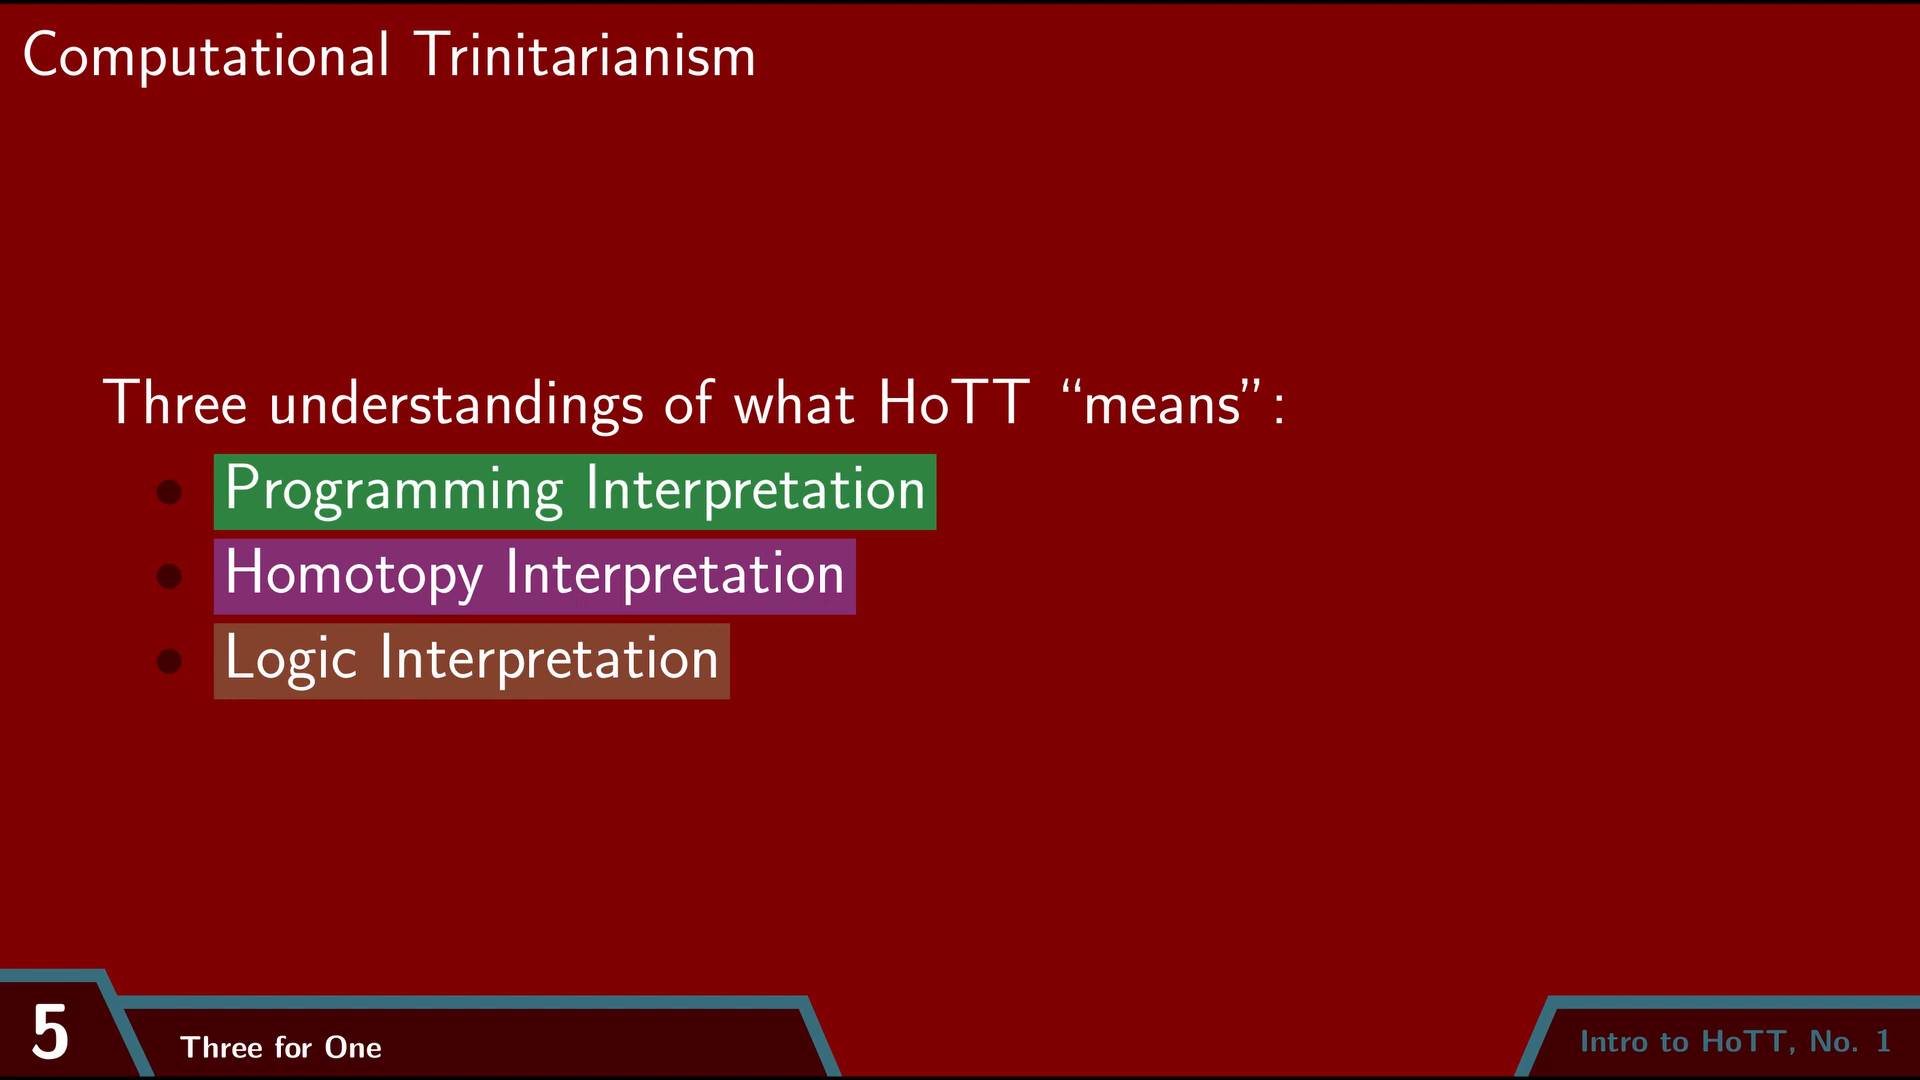 Computational Trinitarianism
Three understandings of what HoTT “means”:
Programming Interpretation
Homotopy Interpretation
Logic Interpretation
5
Three for One
Intro to HoTT, No. 1